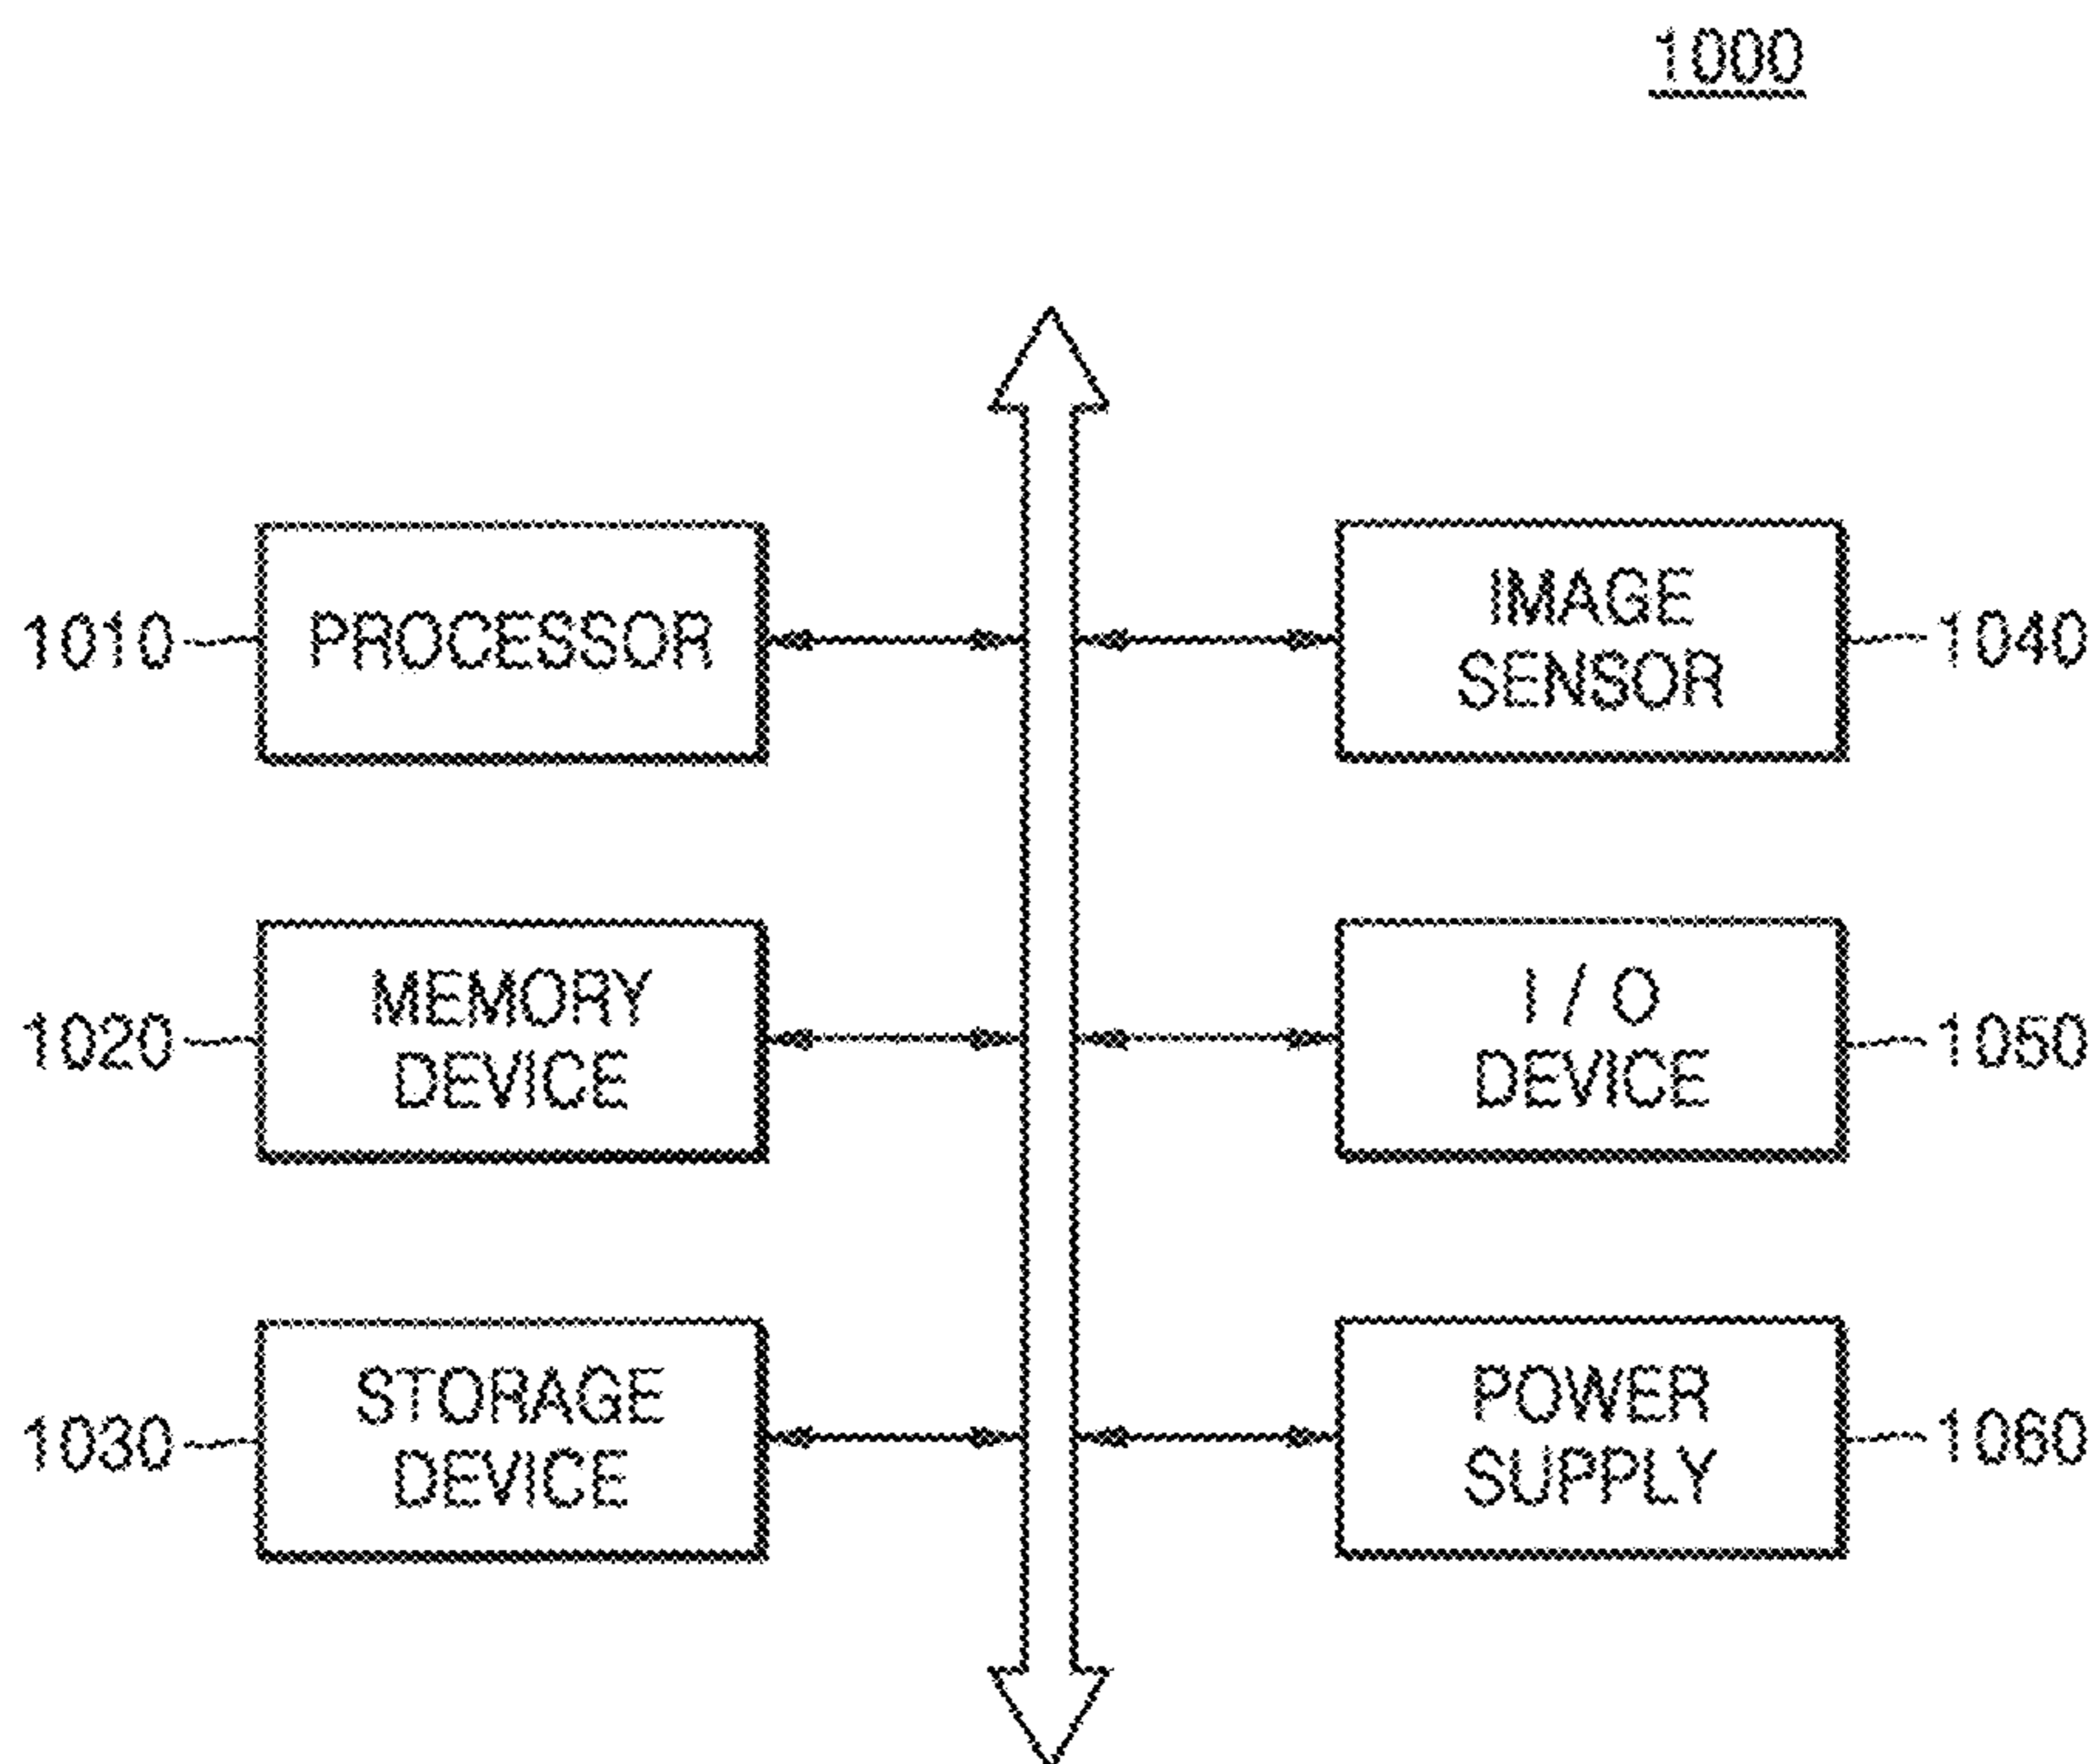 1000
1010
PROCESSOR
IMAGE
SENSOR
1040
1020
MEMORY
DEVICE
I / O
DEVICE
1050
1030
STORAGE
DEVICE
POWER
SUPPLY
1060